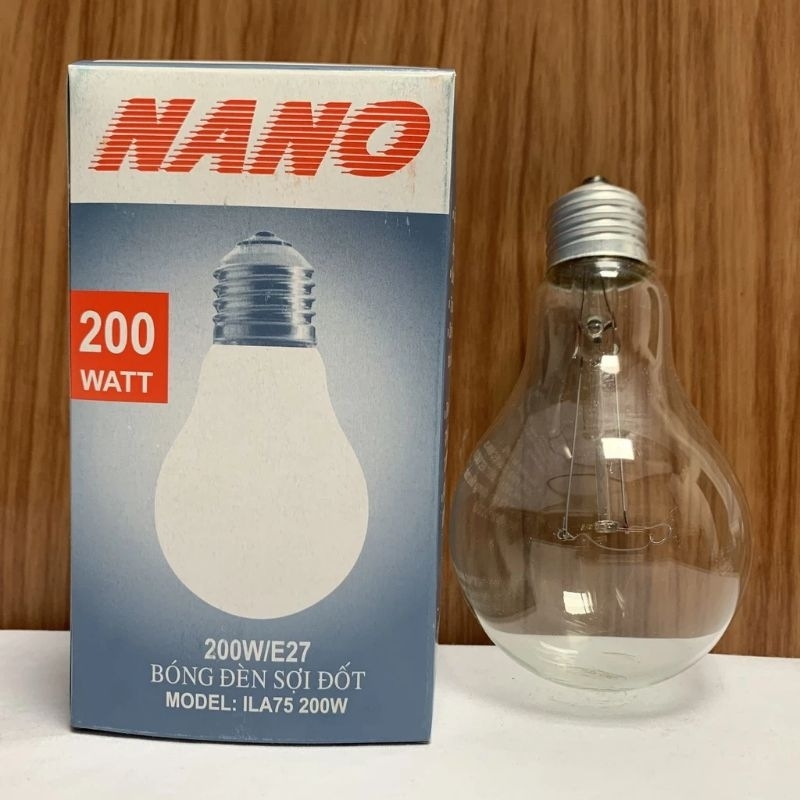 NANO
200
WATT
200W/E27
BÓNG ĐÈN SỢI ĐỐT
MODEL: ILA75 200W